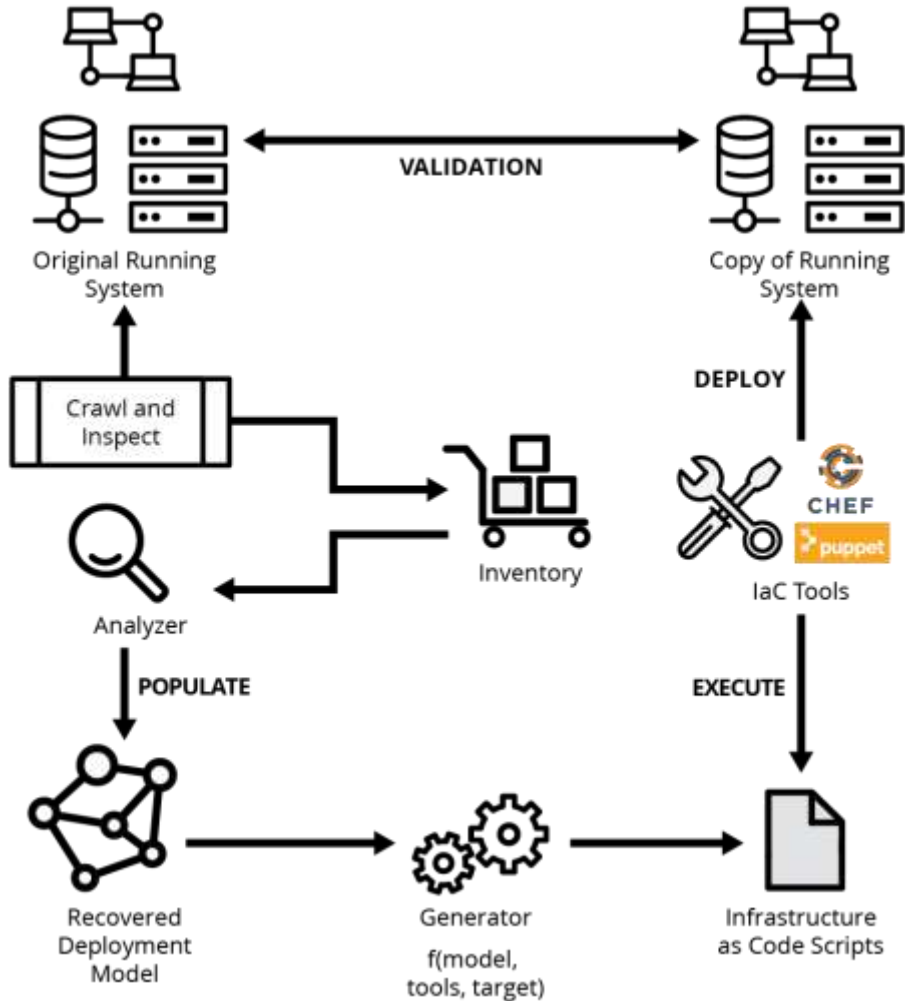 VALIDATION
Original Running
System
Copy of Running
System
Crawl and
Inspect
DEPLOY
CHEF
puppet
Inventory
IaC Tools
Analyzer
POPULATE
EXECUTE
Recovered
Deployment
Model
Generator
f(model,
tools, target)
Infrastructure
as Code Scripts